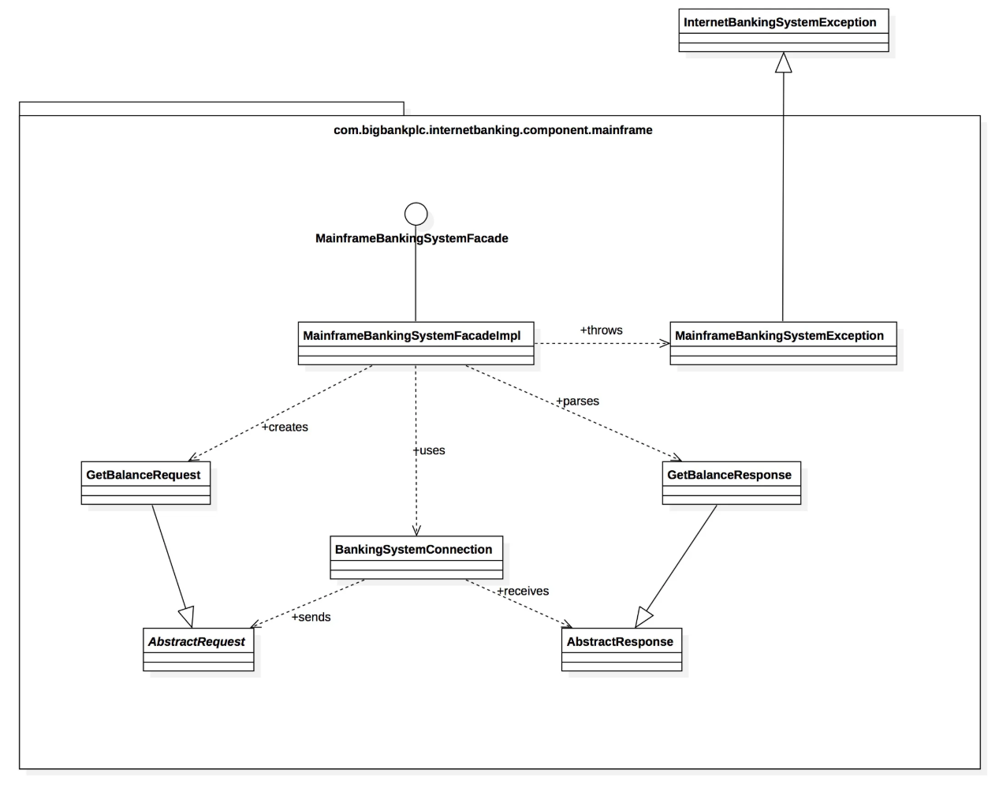 InternetBankingSystemException
com.bigbankplc.internetbanking.component.mainframe
MainframeBankingSystemFacade
MainframeBankingSystemFacadeImpl
+throws
MainframeBankingSystemException
+parses
+creates
+uses
GetBalanceRequest
GetBalanceResponse
BankingSystemConnection
+receives
+sends
AbstractRequest
AbstractResponse